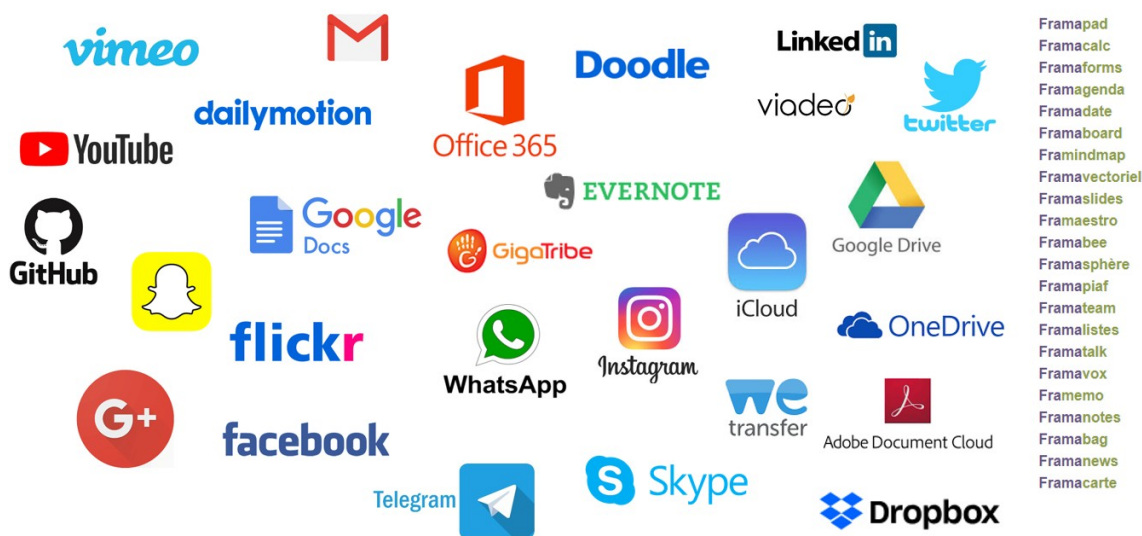 vimeo
dailymotion
YouTube
GitHub
Google
Docs
flickr
G+
facebook
Telegram
Office 365
Doodle
EVERNOTE
GigaTribe
WhatsApp
Instagram
Skype
Linked in
viadeo
twitter
Google Drive
iCloud
OneDrive
we
transfer
Adobe Document Cloud
Dropbox
Framapad
Framacalc
Framaforms
Framagenda
Framadate
Framaboard
Framindmap
Framavectoriel
Framaslides
Framaestro
Framabee
Framasphère
Framapiaf
Framateam
Framalistes
Framatalk
Framavox
Framemo
Framanotes
Framabag
Framanews
Framacarte